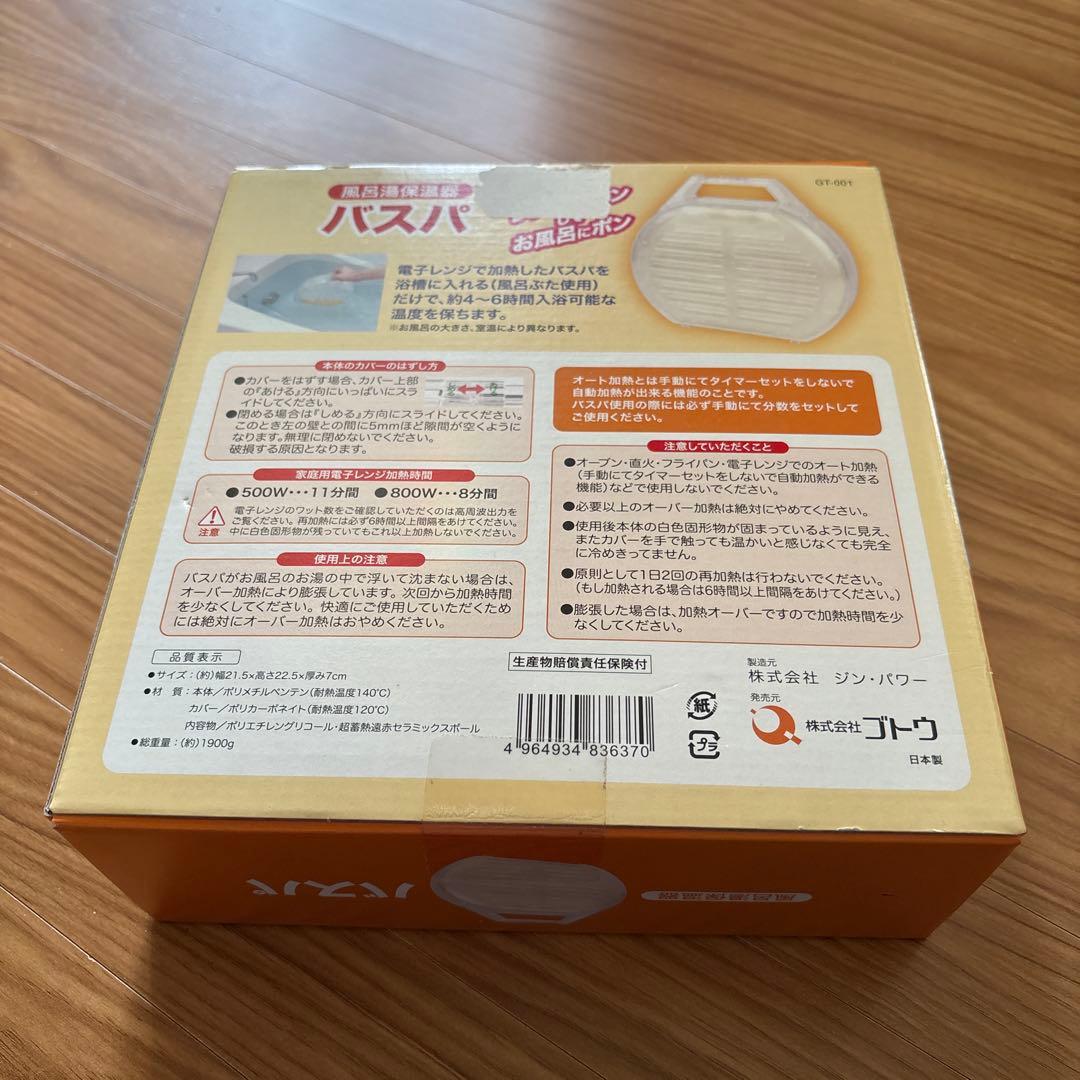 GT-001
風呂湯保温器
バスパ
お風呂にポン
電子レンジで加熱したバスパを
浴槽に入れる(風呂ぶた使用)
だけで、約4〜6時間入浴可能な
温度を保ちます。
※お風呂の大きさ、室温により異なります。
本体のカバーのはずし方
●カバーをはずす場合、カバー上部
の『あける』方向にいっぱいにスラ
イドしてください。
●閉める場合は『しめる』方向にスライドしてください。
このとき左の壁との間に5mmほど隙間が空くように
なります。無理に閉めないでください。
破損する原因となります。
家庭用電子レンジ加熱時間
●500W・・・11分間 ●800W・・・8分間
注意
電子レンジのワット数をご確認していただくのは高周波出力を
ご覧ください。再加熱には必ず6時間以上間隔をあけてください。
中に白色固形物が残っていてもこれ以上加熱しないでください。
使用上の注意
バスパがお風呂のお湯の中で浮いて沈まない場合は、
オーバー加熱により膨張しています。次回から加熱時間
を少なくしてください。快適にご使用していただくため
には絶対にオーバー加熱はおやめください。
オート加熱とは手動にてタイマーセットをしないで
自動加熱が出来る機能のことです。
バスパ使用の際には必ず手動にて分数をセットして
ご使用ください。
注意していただくこと
●オーブン・直火・フライパン・電子レンジでのオート加熱
(手動にてタイマーセットをしないで自動加熱ができる
機能)などで使用しないでください。
●必要以上のオーバー加熱は絶対にやめてください。
●使用後本体の白色固形物が固まっているように見え、
またカバーを手で触っても温かいと感じなくても完全
に冷めきってません。
●原則として1日2回の再加熱は行わないでください。
(もし加熱される場合は6時間以上間隔をあけてください。)
●膨張した場合は、加熱オーバーですので加熱時間を少
なくしてください。
品質表示
●サイズ:(約)幅21.5×高さ22.5×厚み7cm
●材 質:本体/ポリメチルペンテン(耐熱温度140℃)
カバー/ポリカーボネイト(耐熱温度120℃)
内容物/ポリエチレングリコール・超蓄熱遠赤セラミックスボール
●総重量:(約)1900g
生産物賠償責任保険付
4 964934 836370
紙
プラ
製造元
株式会社 ジン・パワー
発売元
株式会社 ゴトウ
日本製
バスパ
風呂湯保温器